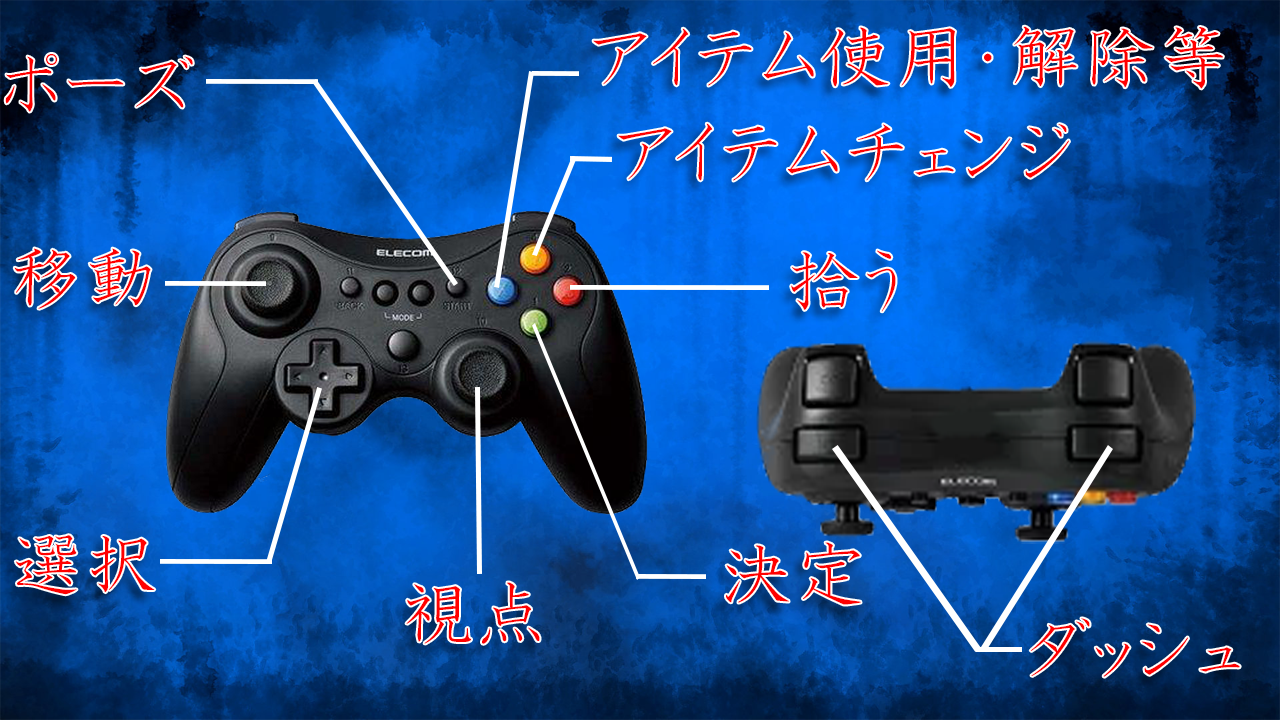 アイテム使用・解除等
ポーズ
アイテムチェンジ
移動
ELECOM
拾う
BACK
START
MODE
ELECOM
選択
決定
視点
ダッシュ